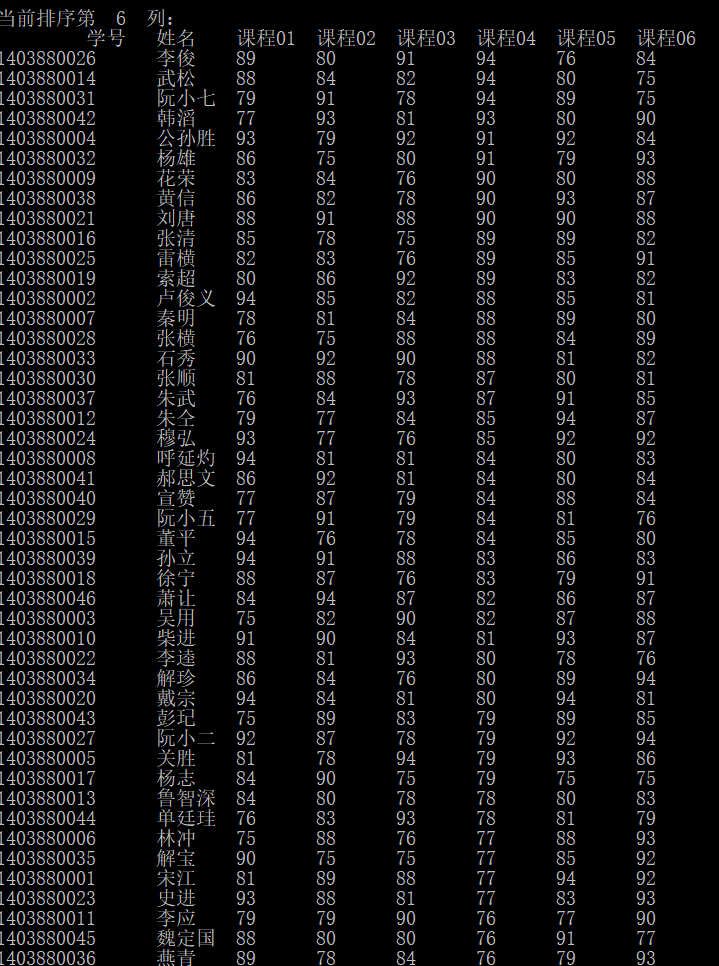 当前排序第  6  列:
学号 姓名 课程01 课程02 课程03 课程04 课程05 课程06
1403880026 李俊 89 80 91 94 76 84
1403880014 武松 88 84 82 94 80 75
1403880031 阮小七 79 91 78 94 89 75
1403880042 韩滔 77 93 81 93 80 90
1403880004 公孙胜 93 79 92 91 92 84
1403880032 杨雄 86 75 80 91 79 93
1403880009 花荣 83 84 76 90 80 88
1403880038 黄信 86 82 78 90 93 87
1403880021 刘唐 88 91 88 90 90 88
1403880016 张清 85 78 75 89 89 82
1403880025 雷横 82 83 76 89 85 91
1403880019 索超 80 86 92 89 83 82
1403880002 卢俊义 94 85 82 88 85 81
1403880007 秦明 78 81 84 88 89 80
1403880028 张横 76 75 88 88 84 89
1403880033 石秀 90 92 90 88 81 82
1403880030 张顺 81 88 78 87 80 81
1403880037 朱武 76 84 93 87 91 85
1403880012 朱仝 79 77 84 85 94 87
1403880024 穆弘 93 77 76 85 92 92
1403880008 呼延灼 94 81 81 84 80 83
1403880041 郝思文 86 92 81 84 80 84
1403880040 宣赞 77 87 79 84 88 84
1403880029 阮小五 77 91 79 84 81 76
1403880015 董平 94 76 78 84 85 80
1403880039 孙立 94 91 88 83 86 83
1403880018 徐宁 88 87 76 83 79 91
1403880046 萧让 84 94 87 82 86 87
1403880003 吴用 75 82 90 82 87 88
1403880010 柴进 91 90 84 81 93 87
1403880022 李逵 88 81 93 80 78 76
1403880034 解珍 86 84 76 80 89 94
1403880020 戴宗 94 84 81 80 94 81
1403880043 彭玘 75 89 83 79 89 85
1403880027 阮小二 92 87 78 79 92 94
1403880005 关胜 81 78 94 79 93 86
1403880017 杨志 84 90 75 79 75 75
1403880013 鲁智深 84 80 78 78 80 83
1403880044 单廷珪 76 83 93 78 81 79
1403880006 林冲 75 88 76 77 88 93
1403880035 解宝 90 75 75 77 85 92
1403880001 宋江 81 89 88 77 94 92
1403880023 史进 93 88 81 77 83 93
1403880011 李应 79 79 90 76 77 90
1403880045 魏定国 88 80 80 76 91 77
1403880036 燕青 89 78 84 76 79 93